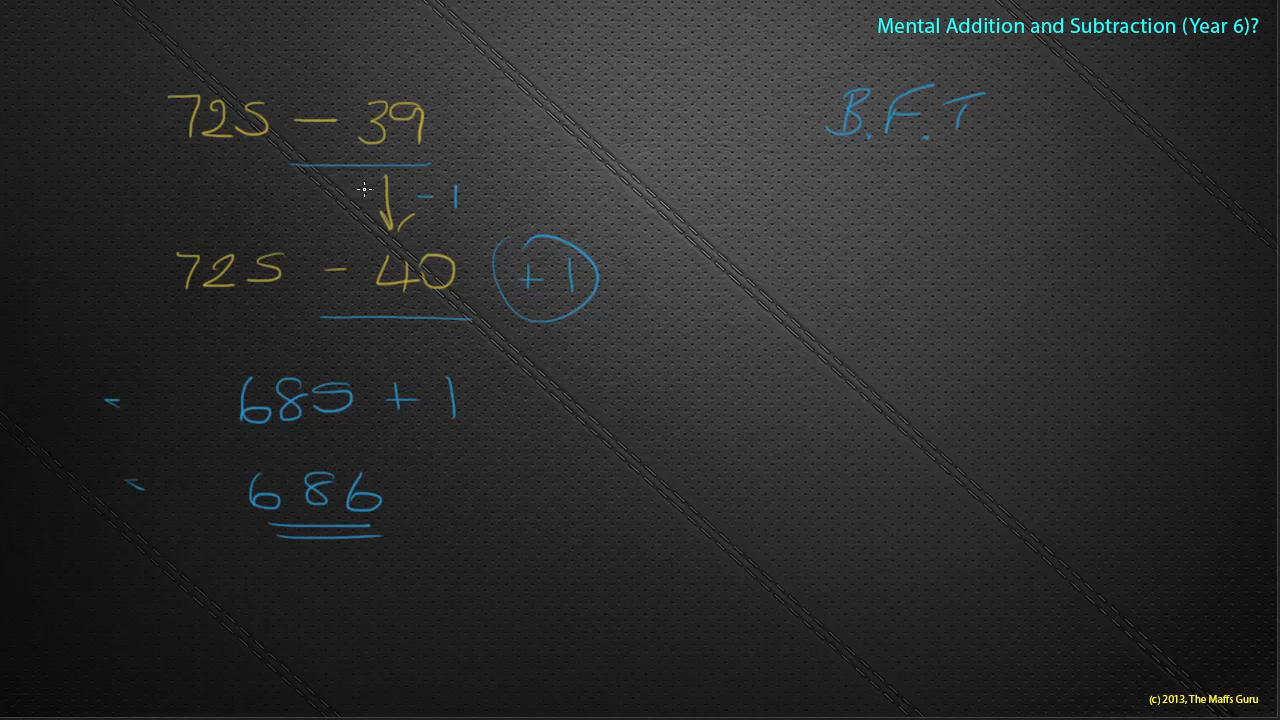 Mental Addition and Subtraction (Year 6)?
725 - 39
B.F.T
- 1
725 - 40 + 1
= 685 + 1
= 686
(c) 2013, The Maffs Guru